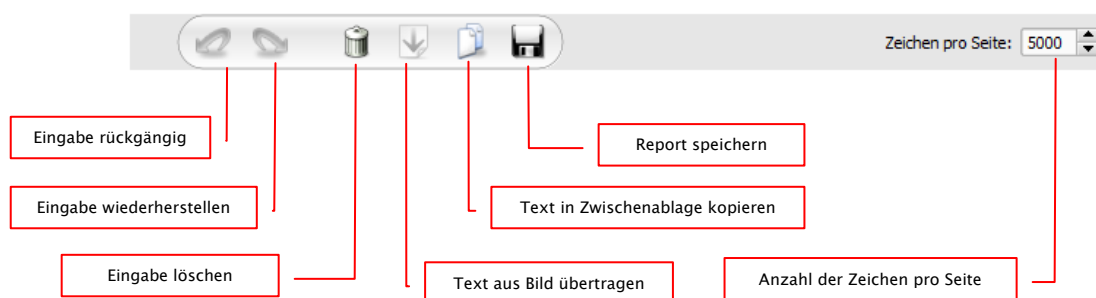 Zeichen pro Seite: 5000
Eingabe rückgängig
Report speichern
Eingabe wiederherstellen
Text in Zwischenablage kopieren
Eingabe löschen
Text aus Bild übertragen
Anzahl der Zeichen pro Seite